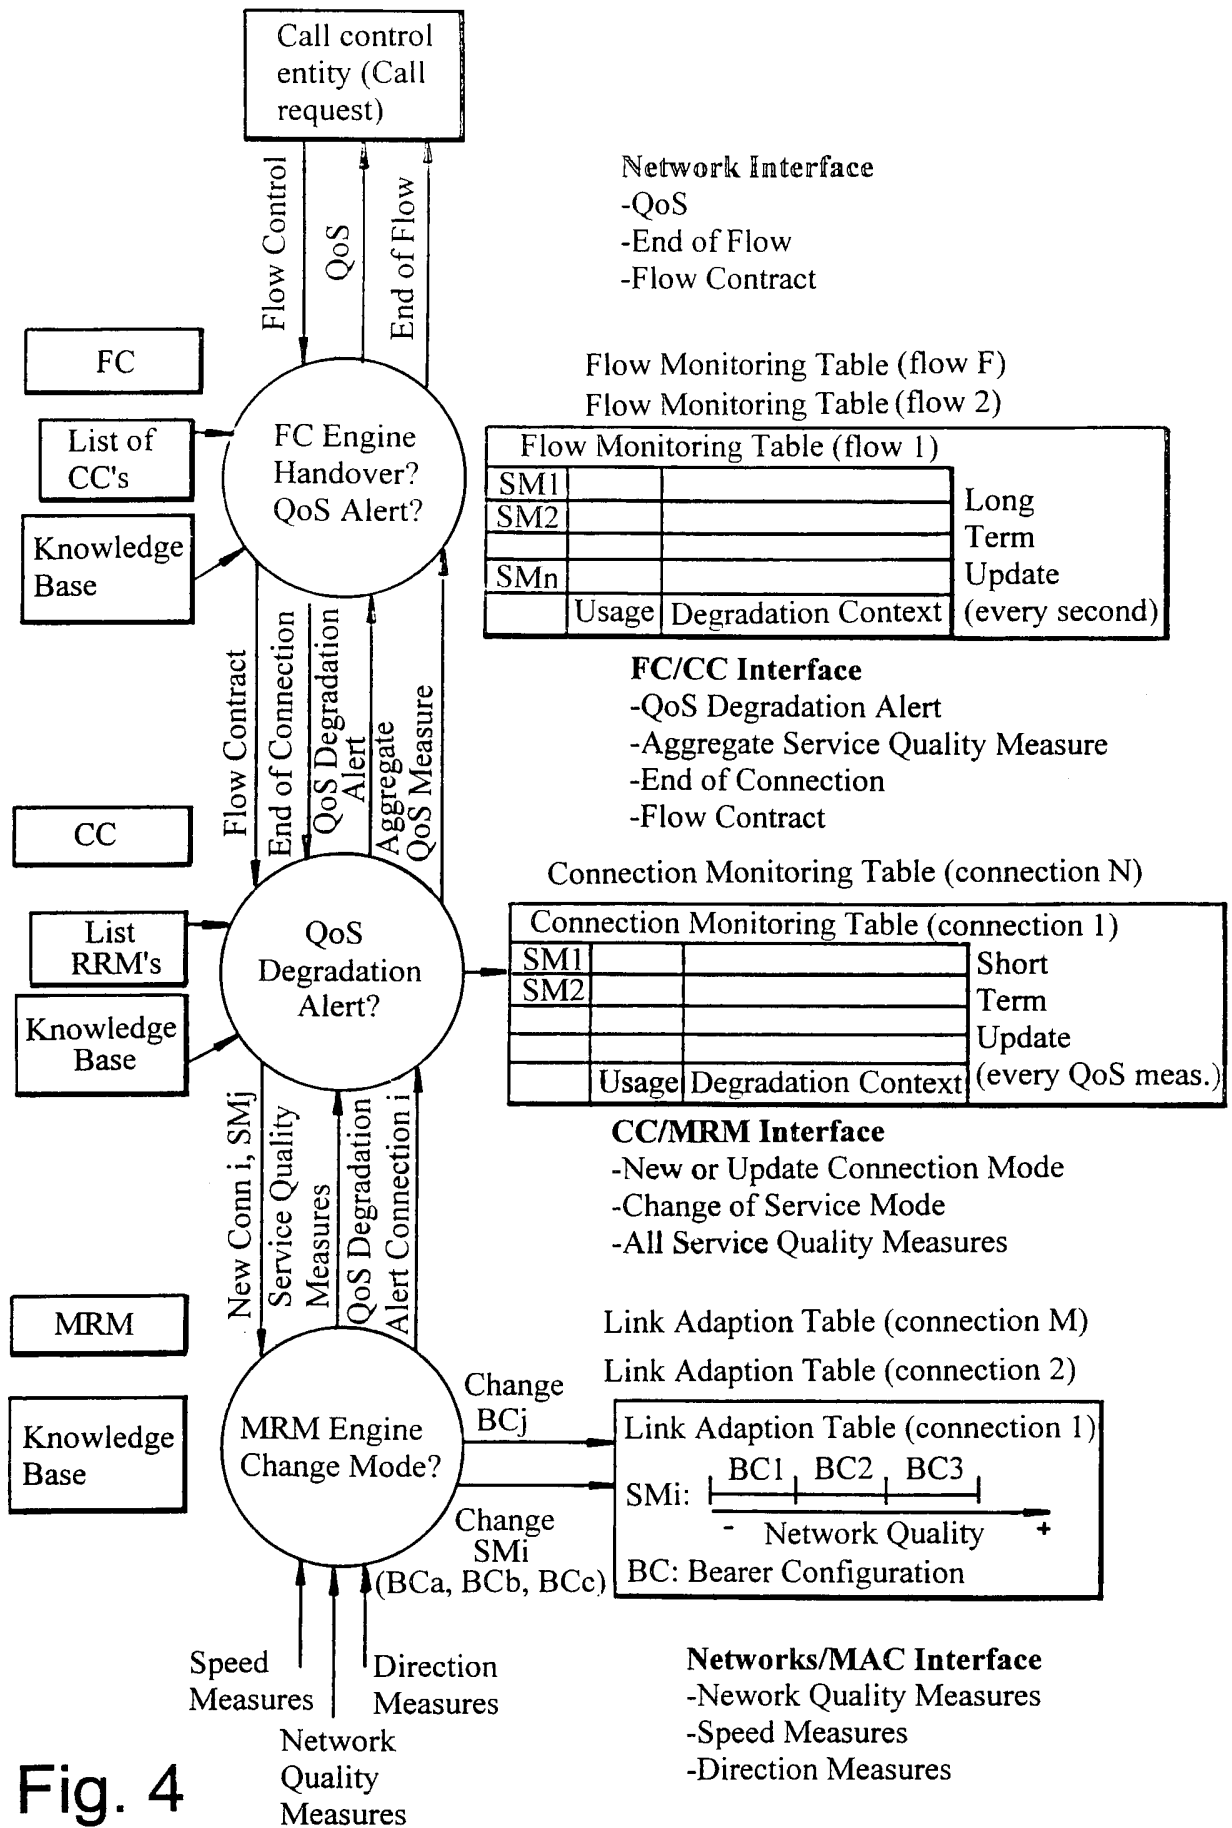 Call control
entity (Call
request)
Flow Control
QoS
End of Flow
Network Interface
-QoS
-End of Flow
-Flow Contract
FC
List of
CC's
Knowledge
Base
FC Engine
Handover?
QoS Alert?
Flow Monitoring Table (flow F)
Flow Monitoring Table (flow 2)
Flow Monitoring Table (flow 1)
SM1
SM2
SMn
Usage
Degradation Context
Long
Term
Update
(every second)
Flow Contract
End of Connection
QoS Degradation
Alert
Aggregate
QoS Measure
FC/CC Interface
-QoS Degradation Alert
-Aggregate Service Quality Measure
-End of Connection
-Flow Contract
CC
List
RRM's
Knowledge
Base
QoS
Degradation
Alert?
Connection Monitoring Table (connection N)
Connection Monitoring Table (connection 1)
SM1
SM2
Usage
Degradation Context
Short
Term
Update
(every QoS meas.)
New Conn i, SMj
Service Quality
Measures
QoS Degradation
Alert Connection i
CC/MRM Interface
-New or Update Connection Mode
-Change of Service Mode
-All Service Quality Measures
MRM
Knowledge
Base
MRM Engine
Change Mode?
Change
BCj
Change
SMi
(BCa, BCb, BCc)
Link Adaption Table (connection M)
Link Adaption Table (connection 2)
Link Adaption Table (connection 1)
SMi:
BC1
BC2
BC3
- Network Quality +
BC: Bearer Configuration
Speed
Measures
Network
Quality
Measures
Direction
Measures
Networks/MAC Interface
-Nework Quality Measures
-Speed Measures
-Direction Measures
Fig. 4